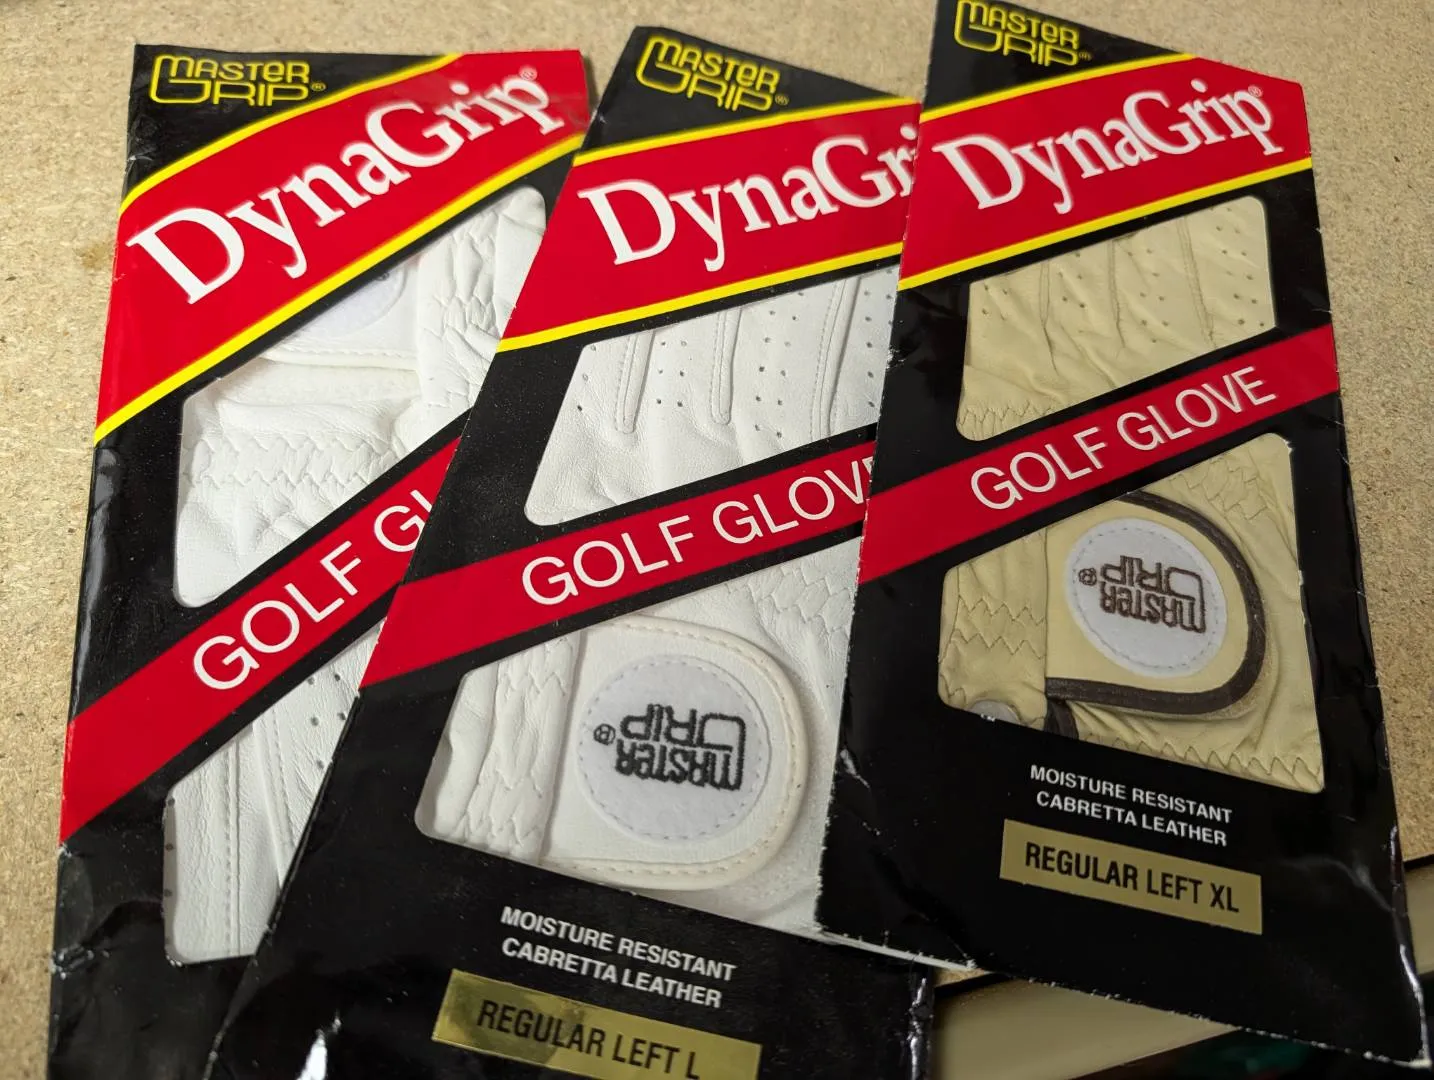 MASTER
GRIP®
DynaGrip®
GOLF GL
MASTER
GRIP®
DynaGri
GOLF GLOV
MASTER
GRIP®
MOISTURE RESISTANT
CABRETTA LEATHER
REGULAR LEFT L
MASTER
GRIP®
DynaGrip®
GOLF GLOVE
MASTER
GRIP®
MOISTURE RESISTANT
CABRETTA LEATHER
REGULAR LEFT XL